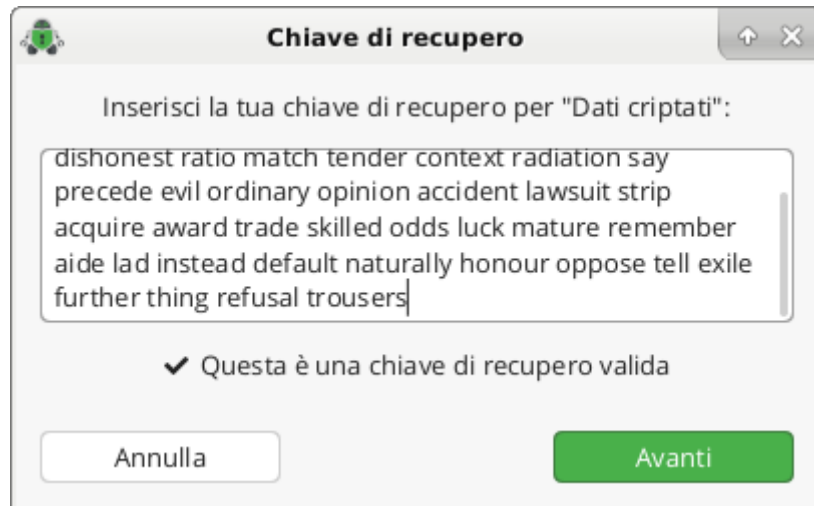 Chiave di recupero
Inserisci la tua chiave di recupero per "Dati criptati":
dishonest ratio match tender context radiation say
precede evil ordinary opinion accident lawsuit strip
acquire award trade skilled odds luck mature remember
aide lad instead default naturally honour oppose tell exile
further thing refusal trousers
Questa è una chiave di recupero valida
Annulla
Avanti